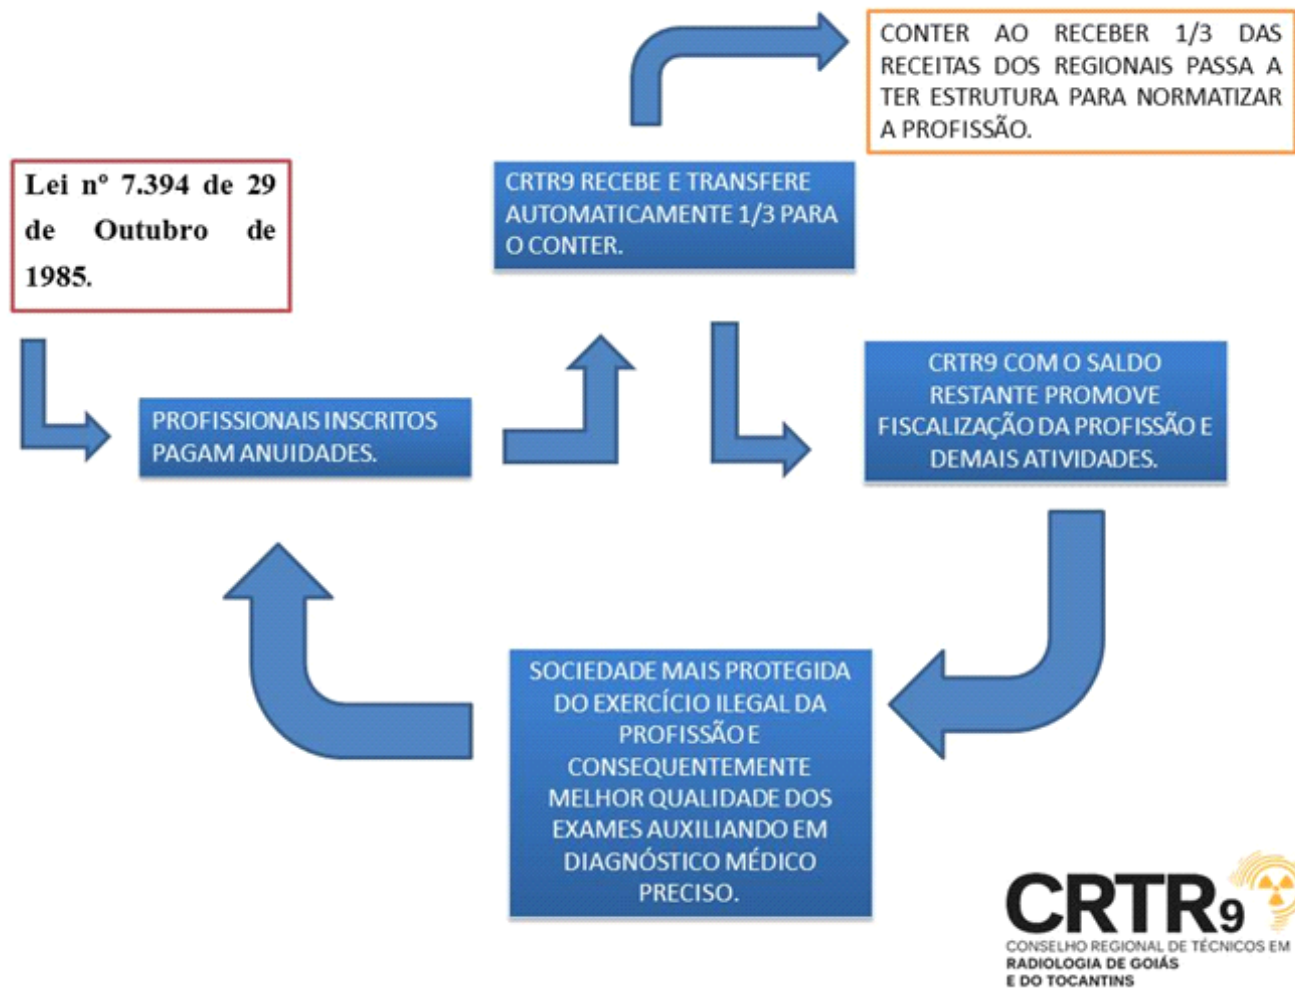 CONTER AO RECEBER 1/3 DAS
RECEITAS DOS REGIONAIS PASSA A
TER ESTRUTURA PARA NORMATIZAR
A PROFISSÃO.
Lei nº 7.394 de 29
de Outubro de
1985.
CRTR9 RECEBE E TRANSFERE
AUTOMATICAMENTE 1/3 PARA
O CONTER.
PROFISSIONAIS INSCRITOS
PAGAM ANUIDADES.
CRTR9 COM O SALDO
RESTANTE PROMOVE
FISCALIZAÇÃO DA PROFISSÃO E
DEMAIS ATIVIDADES.
SOCIEDADE MAIS PROTEGIDA
DO EXERCÍCIO ILEGAL DA
PROFISSÃO E
CONSEQUENTEMENTE
MELHOR QUALIDADE DOS
EXAMES AUXILIANDO EM
DIAGNÓSTICO MÉDICO
PRECISO.
CRTR9
CONSELHO REGIONAL DE TÉCNICOS EM
RADIOLOGIA DE GOIÁS
E DO TOCANTINS